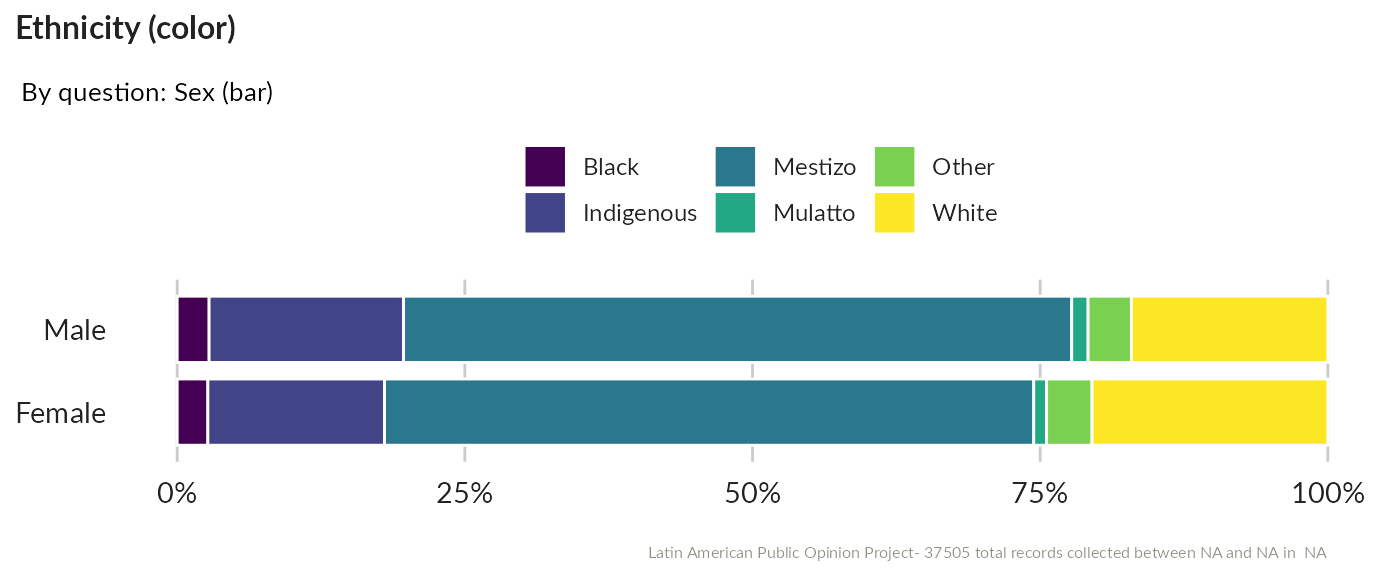 Ethnicity (color)
By question: Sex (bar)
Black Mestizo Other
Indigenous Mulatto White
Male
Female
0% 25% 50% 75% 100%
Latin American Public Opinion Project- 37505 total records collected between NA and NA in  NA